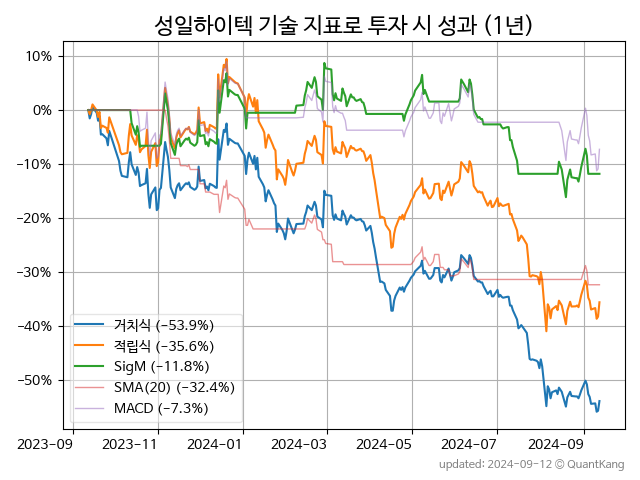 성일하이텍 기술 지표로 투자 시 성과 (1년)
10%
0%
−10%
−20%
−30%
−40%
−50%
거치식 (−53.9%)
적립식 (−35.6%)
SigM (−11.8%)
SMA(20) (−32.4%)
MACD (−7.3%)
2023−09
2023−11
2024−01
2024−03
2024−05
2024−07
2024−09
updated: 2024−09−12 © QuantKang